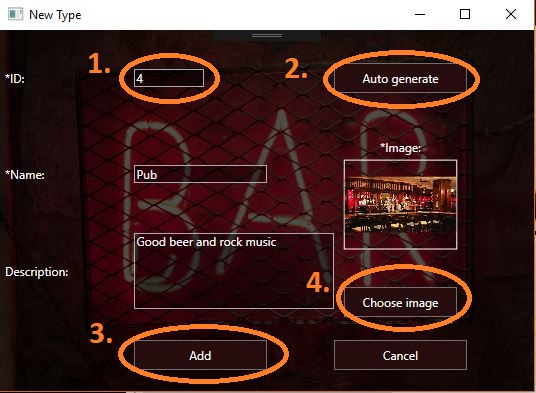 New Type
1.
2.
*ID:
4
Auto generate
*Name:
Pub
*Image:
BAR
Description:
Good beer and rock music
4.
Choose image
3.
Add
Cancel